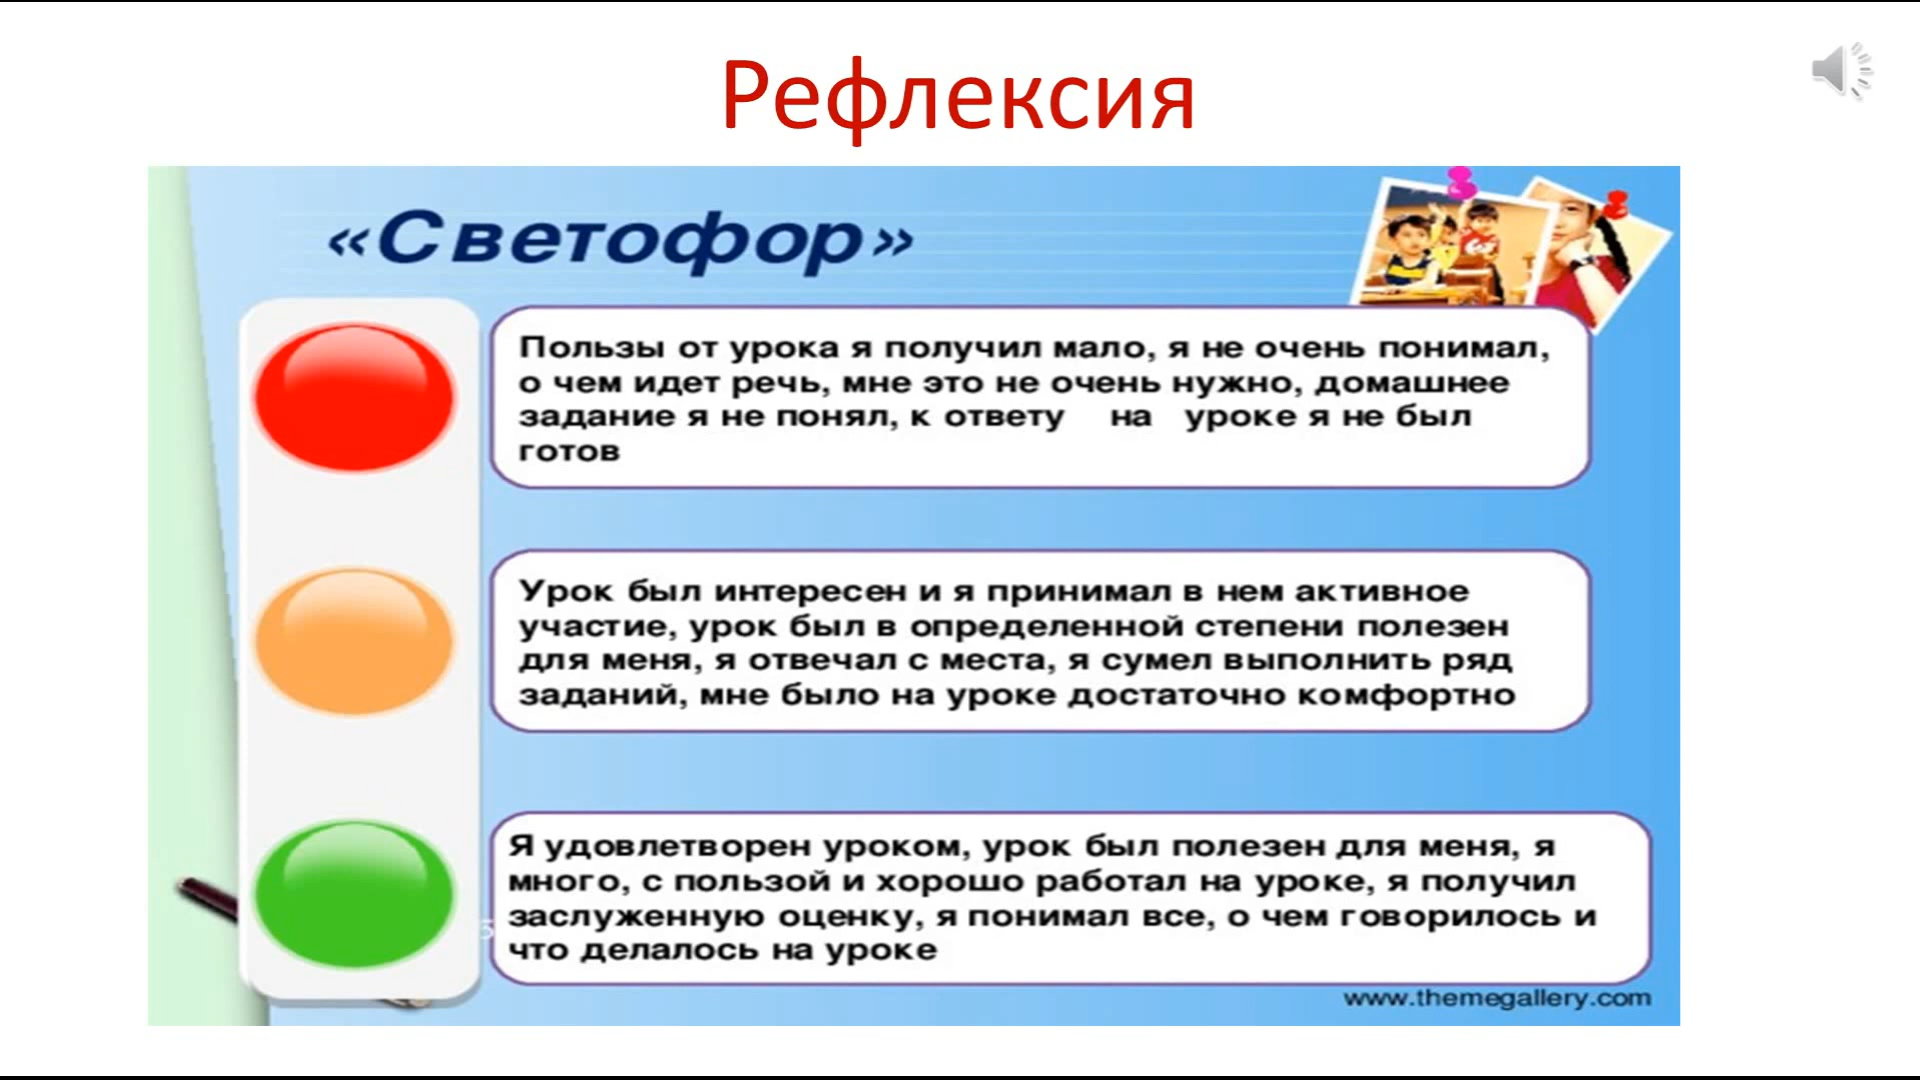 Рефлексия
«Светофор»
Пользы от урока я получил мало, я не очень понимал,
о чем идет речь, мне это не очень нужно, домашнее
задание я не понял, к ответу на уроке я не был
готов
Урок был интересен и я принимал в нем активное
участие, урок был в определенной степени полезен
для меня, я отвечал с места, я сумел выполнить ряд
заданий, мне было на уроке достаточно комфортно
Я удовлетворен уроком, урок был полезен для меня, я
много, с пользой и хорошо работал на уроке, я получил
заслуженную оценку, я понимал все, о чем говорилось и
что делалось на уроке
www.themegallery.com